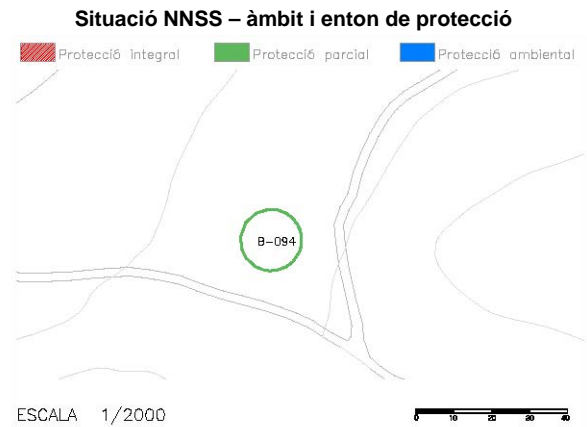 Situació NNSS – àmbit i enton de protecció
Protecció integral Protecció parcial Protecció ambiental
B-094
ESCALA 1/2000
0 10 20 30 40